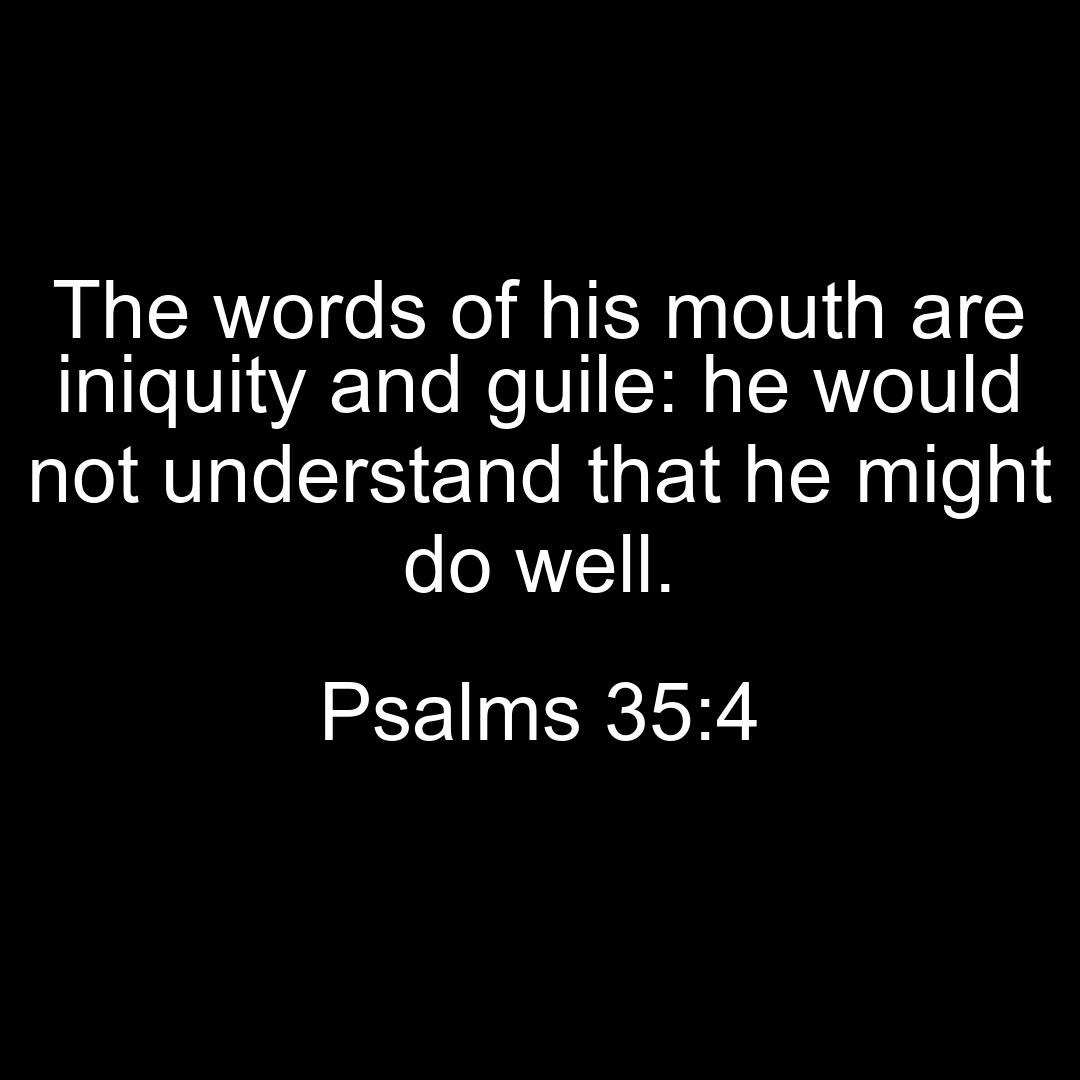 The words of his mouth are
iniquity and guile: he would
not understand that he might
do well.
Psalms 35:4